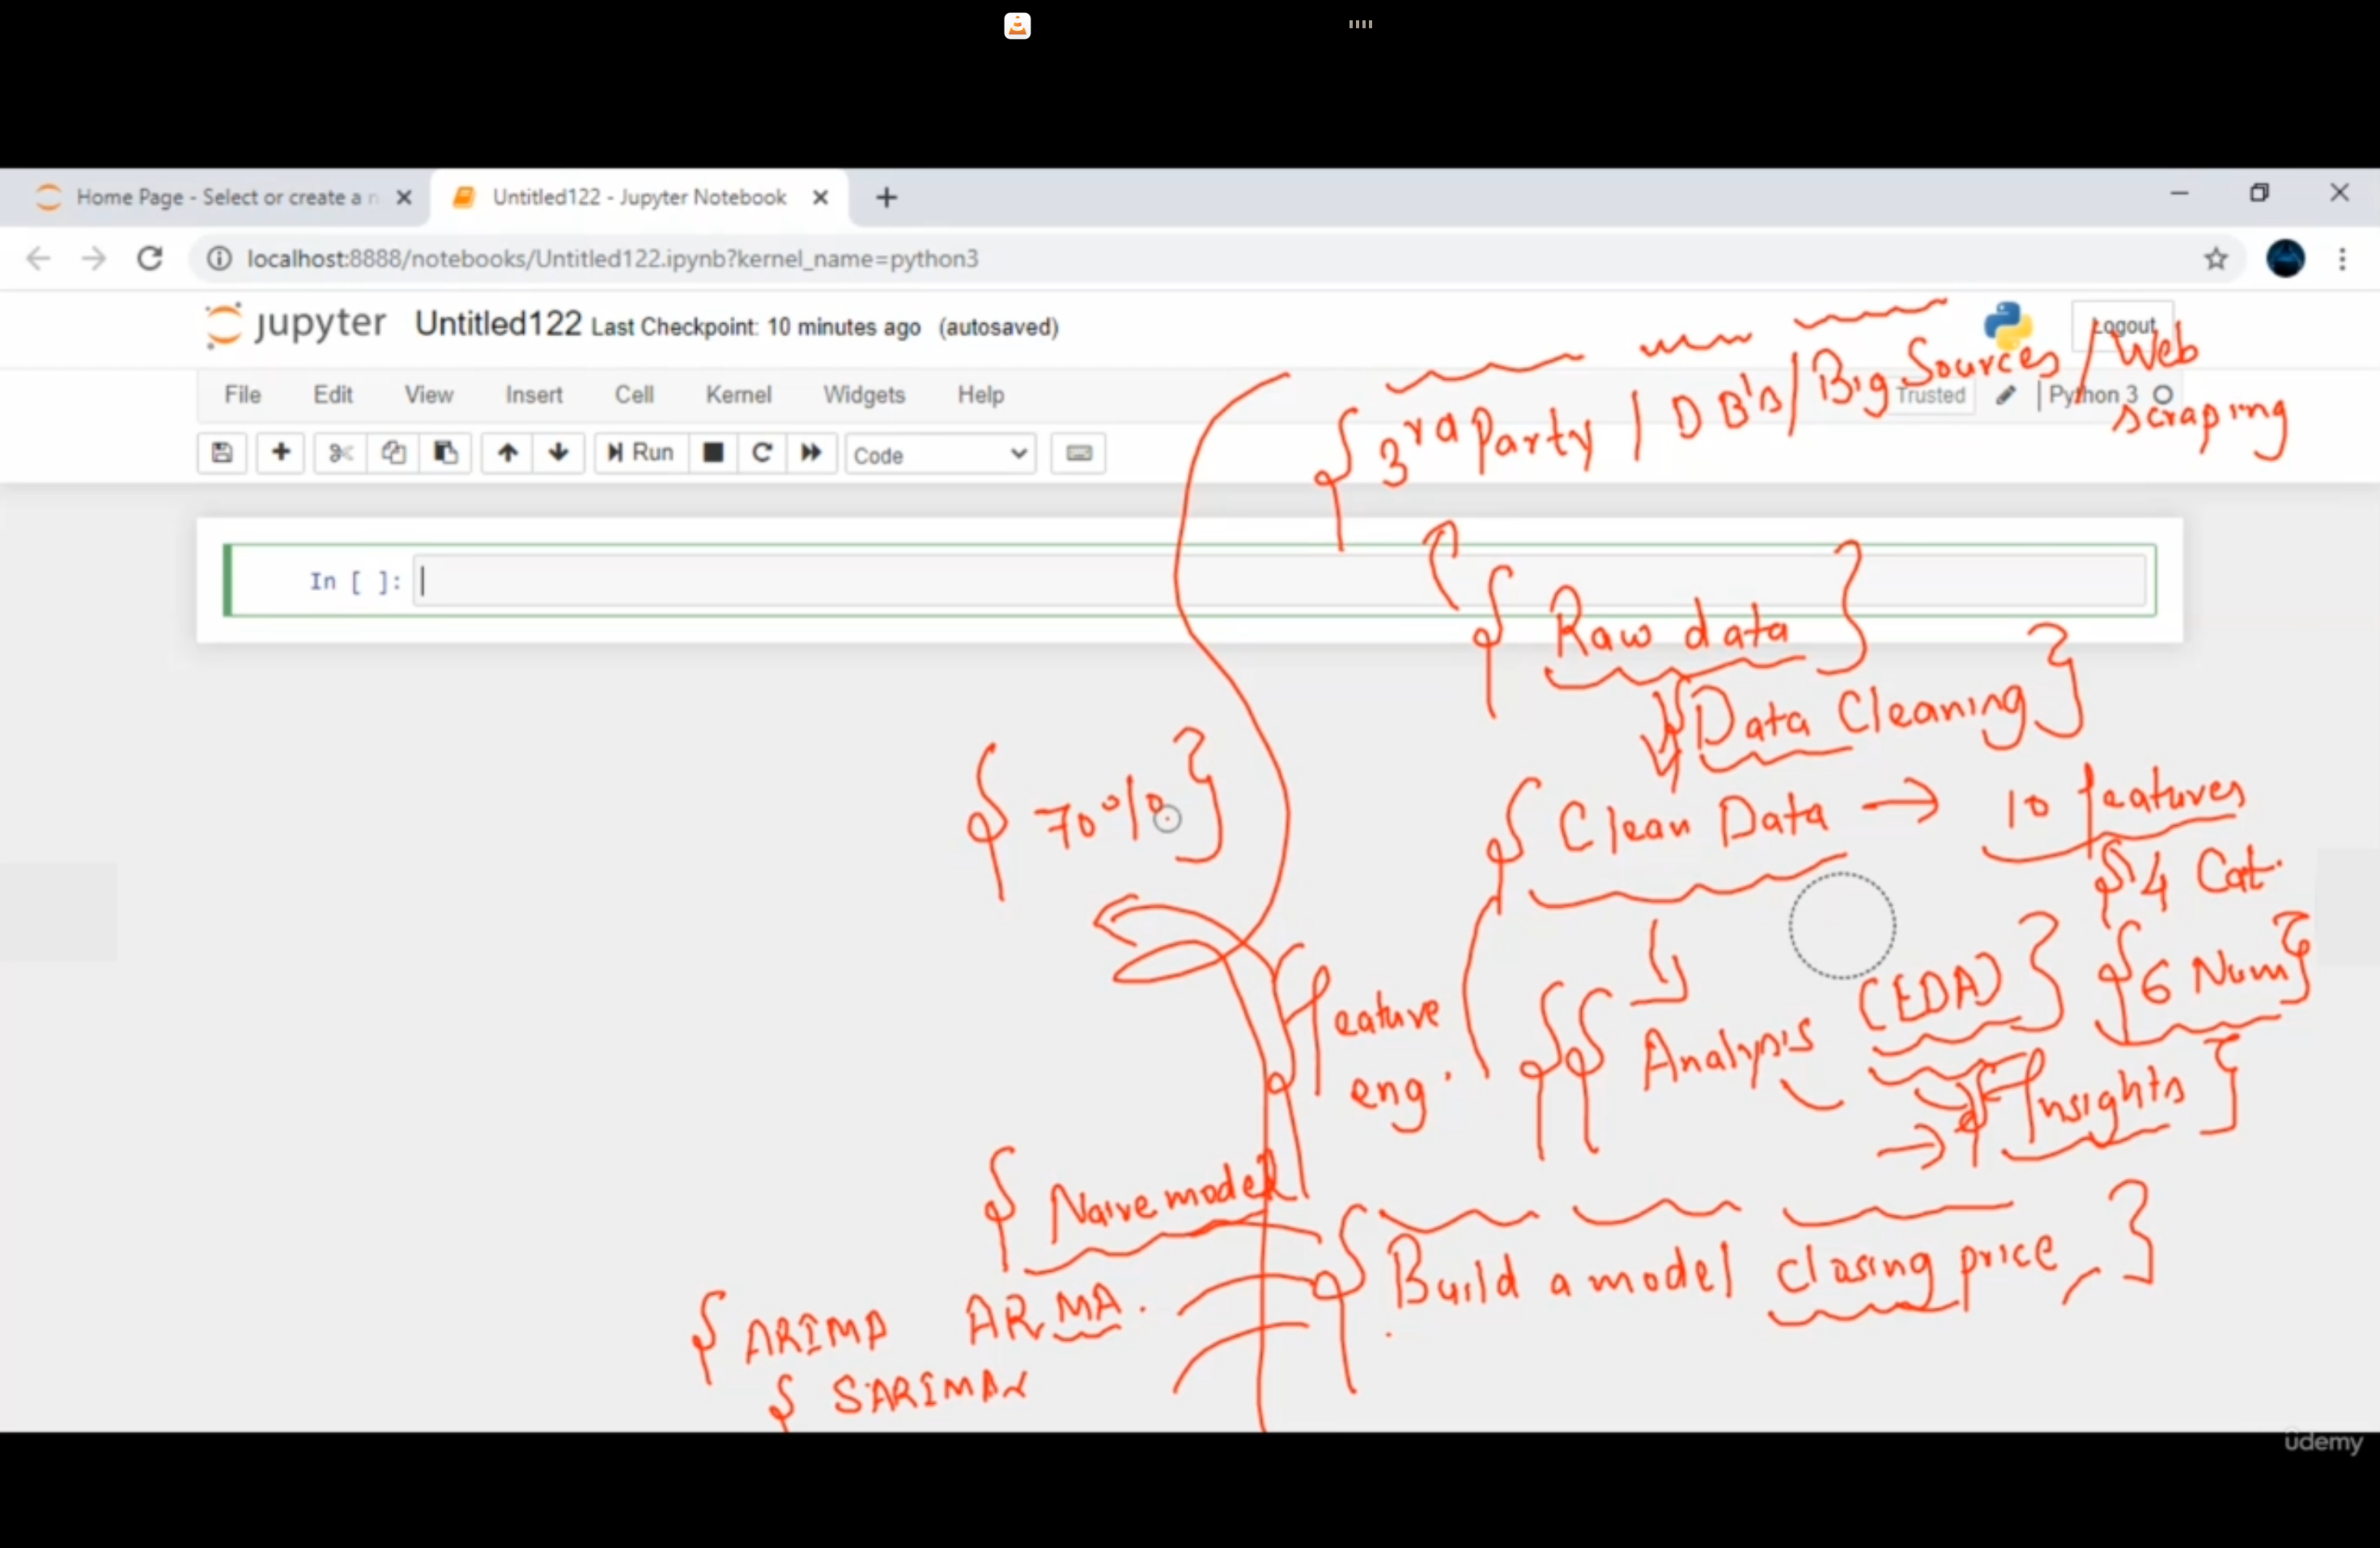 Home Page - Select or create a n
Untitled122 - Jupyter Notebook
localhost:8888/notebooks/Untitled122.ipynb?kernel_name=python3
jupyter Untitled122 Last Checkpoint: 10 minutes ago (autosaved)
Logout
File Edit View Insert Cell Kernel Widgets Help
Trusted Python 3
Run Code
In [ ]:
3rd Party / DB's / Big Sources / Web scraping
Raw data
Data Cleaning
70%
Clean Data → 10 features
4 Cat.
6 Num
Analysis (EDA)
→ Insights
Feature
eng.
Naive model
Build a model closing price
ARIMA ARMA.
SARIMAX
ûdemy